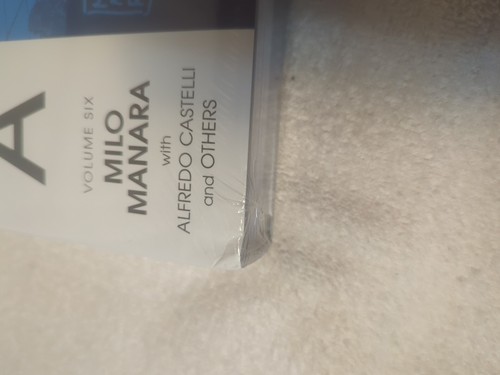 A
VOLUME SIX
MILO
MANARA
with
ALFREDO CASTELLI
and OTHERS